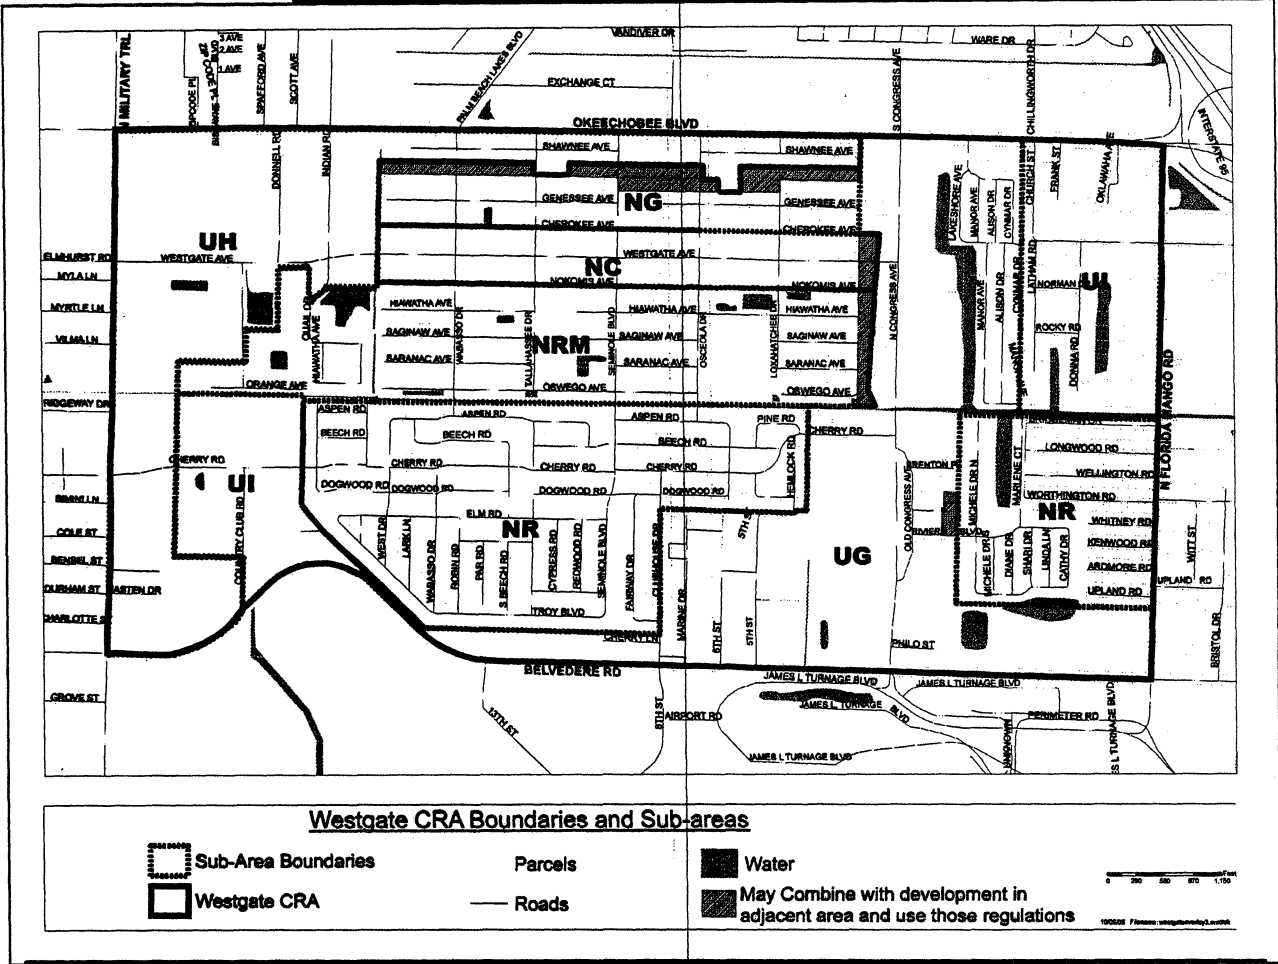 VANDIVER DR
WARE DR
N MILITARY TRL
3 AVE
2 AVE
1 AVE
SPAFFORD AVE
SCOTT AVE
PALM BEACH LAKES BLVD
EXCHANGE CT
S CONGRESS AVE
CHILLINGWORTH DR
INTERSTATE 95
OKEECHOBEE BLVD
DONNELL RD
INDIAN RD
SHAWNEE AVE
SHAWNEE AVE
CHURCH ST
FRANK ST
OKLAWAHA AVE
LAKESHORE AVE
MANOR AVE
ALISON DR
CYNMAR DR
GENESSEE AVE
NG
GENESSEE AVE
CHEROKEE AVE
CHEROKEE AVE
UH
ELMHURST RD
WESTGATE AVE
WESTGATE AVE
LATHAM RD
MYLA LN
NC
NOKOMIS AVE
NOKOMIS AVE
UI
NORMAN
MYRTLE LN
QUAIL DR
HIAWATHA AVE
HIAWATHA AVE
HIAWATHA AVE
HIAWATHA AVE
N CONGRESS AVE
MANOR AVE
ALISON DR
CYNMAR DR
VILMA LN
SAGINAW AVE
WABASSO DR
TALLAHASSEE DR
NRM
SEMINOLE BLVD
SAGINAW AVE
OSCEOLA DR
LOXAHATCHEE DR
SAGINAW AVE
ROCKY RD
DONNA RD
SARANAC AVE
SARANAC AVE
SARANAC AVE
ORANGE AVE
OSWEGO AVE
OSWEGO AVE
N FLORIDA MANGO RD
RIDGEWAY DR
ASPEN RD
ASPEN RD
ASPEN RD
PINE RD
BEECH RD
BEECH RD
BEECH RD
CHERRY RD
LONGWOOD RD
CHERRY RD
CHERRY RD
CHERRY RD
CHERRY RD
HEMLOCK RD
BRENTON
MICHELE DR N
MARLENE CT
WELLINGTON RD
UI
DOGWOOD RD
DOGWOOD RD
DOGWOOD RD
DOGWOOD RD
WORTHINGTON RD
BIMINI LN
COUNTRY CLUB RD
ELM RD
NR
5TH ST
OLD CONGRESS AVE
NR
WHITNEY RD
COLE ST
WEST DR
LARK LN
WABASSO DR
ROBIN RD
PAR RD
S BEECH RD
CYPRESS RD
REDWOOD RD
SEMINOLE BLVD
FAIRWAY DR
CLUBHOUSE DR
MARINE DR
UG
MICHELE DR S
DIANE DR
SHARI DR
LINDA LN
CATHY DR
KENWOOD RD
WITT ST
BENSEL ST
ARDMORE RD
UPLAND RD
DURHAM ST
ASTEN DR
UPLAND RD
TROY BLVD
CHARLOTTE S
CHERRY LN
5TH ST
5TH ST
PHILO ST
BRISTOL DR
BELVEDERE RD
JAMES L TURNAGE BLVD
JAMES L TURNAGE BLVD
GROVE ST
13TH ST
5TH ST
AIRPORT RD
JAMES L TURNAGE
BLVD
PERIMETER RD
UNKNOWN
ES L TURNAGE BLVD
JAMES L TURNAGE BLVD
Westgate CRA Boundaries and Sub-areas
Sub-Area Boundaries
Parcels
Water
Westgate CRA
Roads
May Combine with development in
adjacent area and use those regulations
Feet
0 290 580 870 1,150